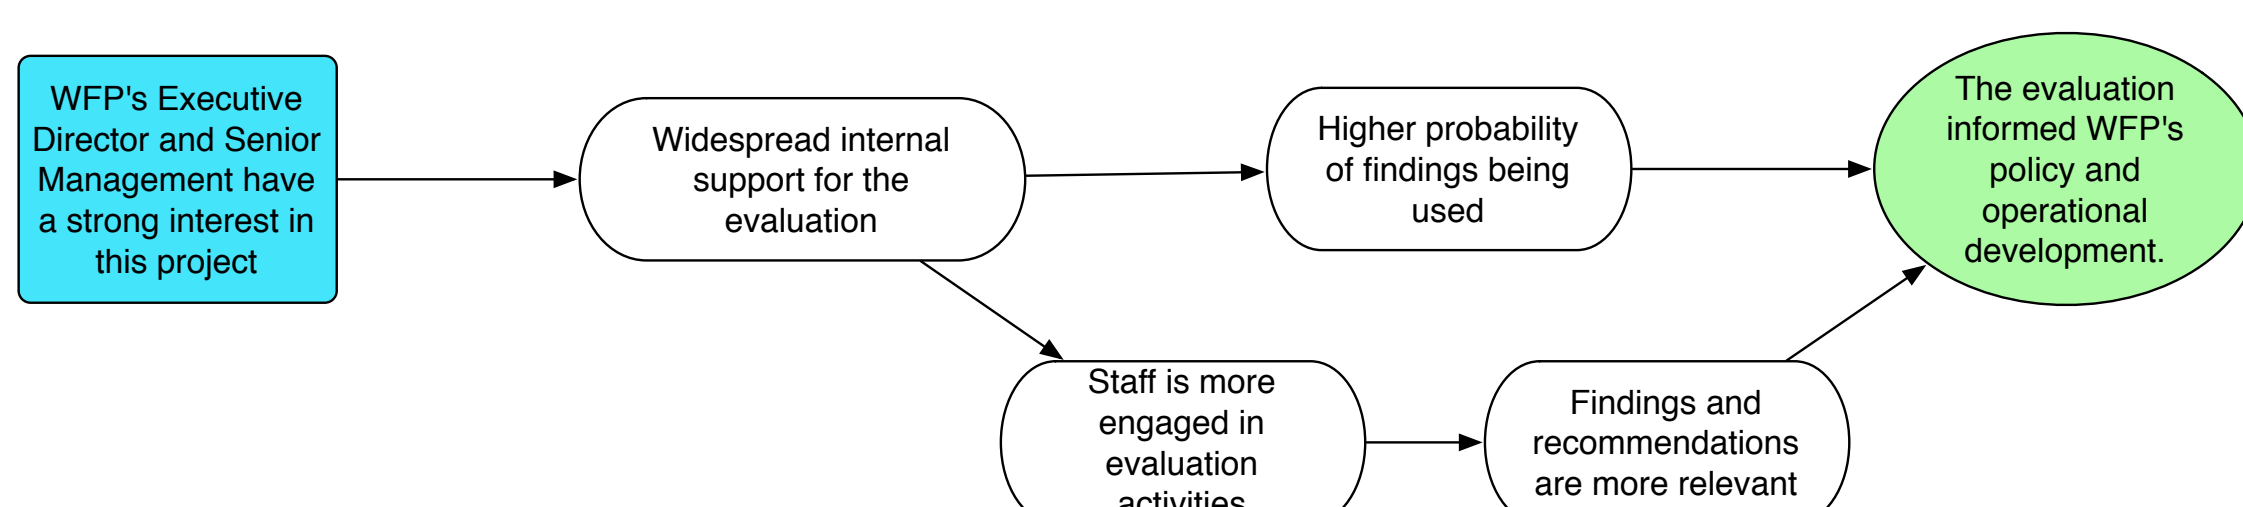 WFP's Executive
Director and Senior
Management have
a strong interest in
this project
Widespread internal
support for the
evaluation
Higher probability
of findings being
used
The evaluation
informed WFP's
policy and
operational
development.
Staff is more
engaged in
evaluation
activities
Findings and
recommendations
are more relevant